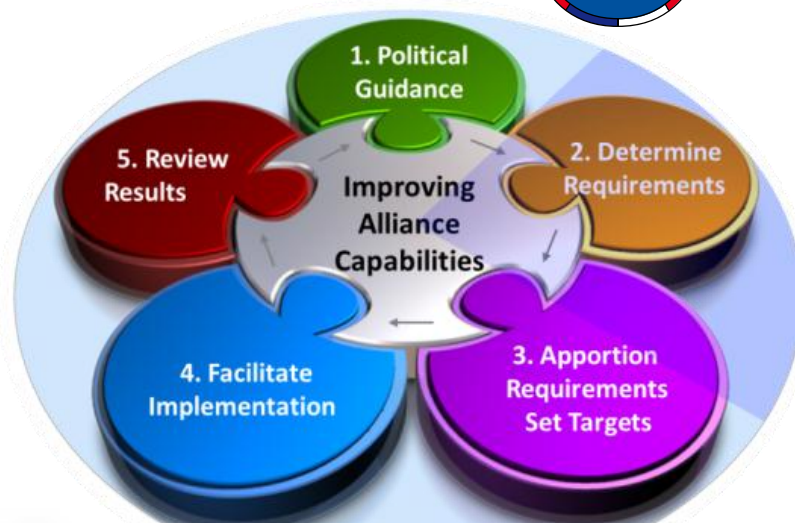 1. Political
Guidance
2. Determine
Requirements
3. Apportion
Requirements
Set Targets
4. Facilitate
Implementation
5. Review
Results
Improving
Alliance
Capabilities